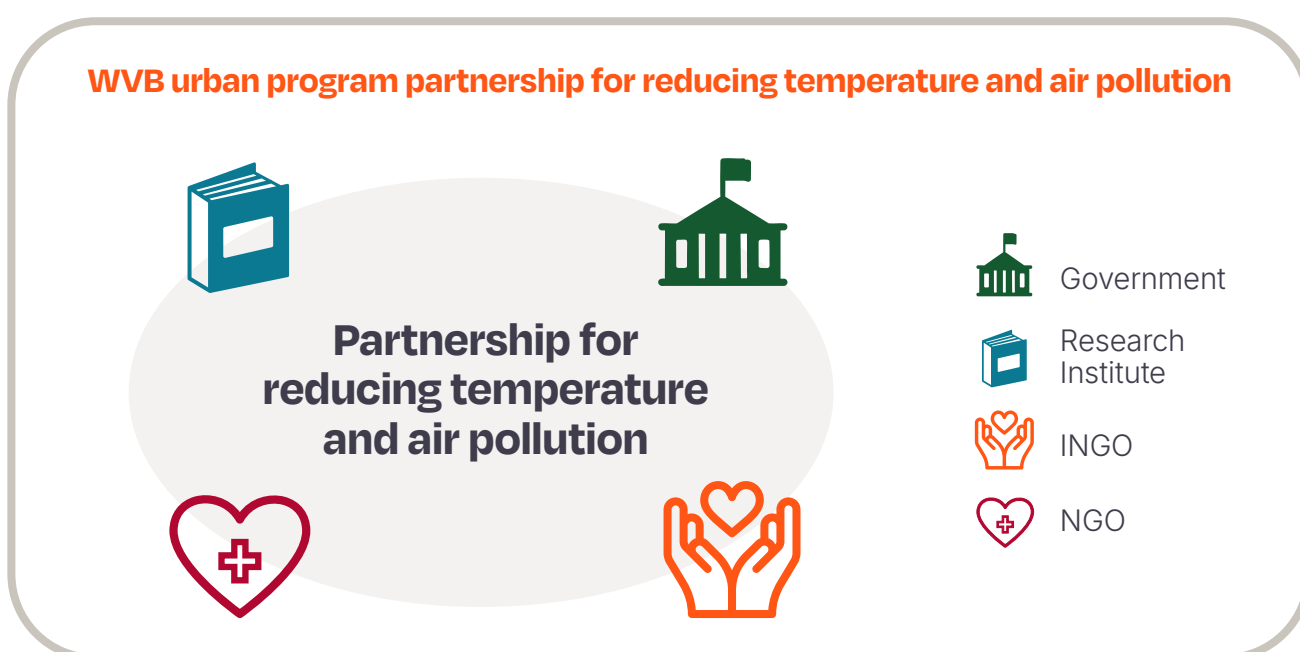 WVB urban program partnership for reducing temperature and air pollution
Partnership for
reducing temperature
and air pollution
Government
Research
Institute
INGO
NGO